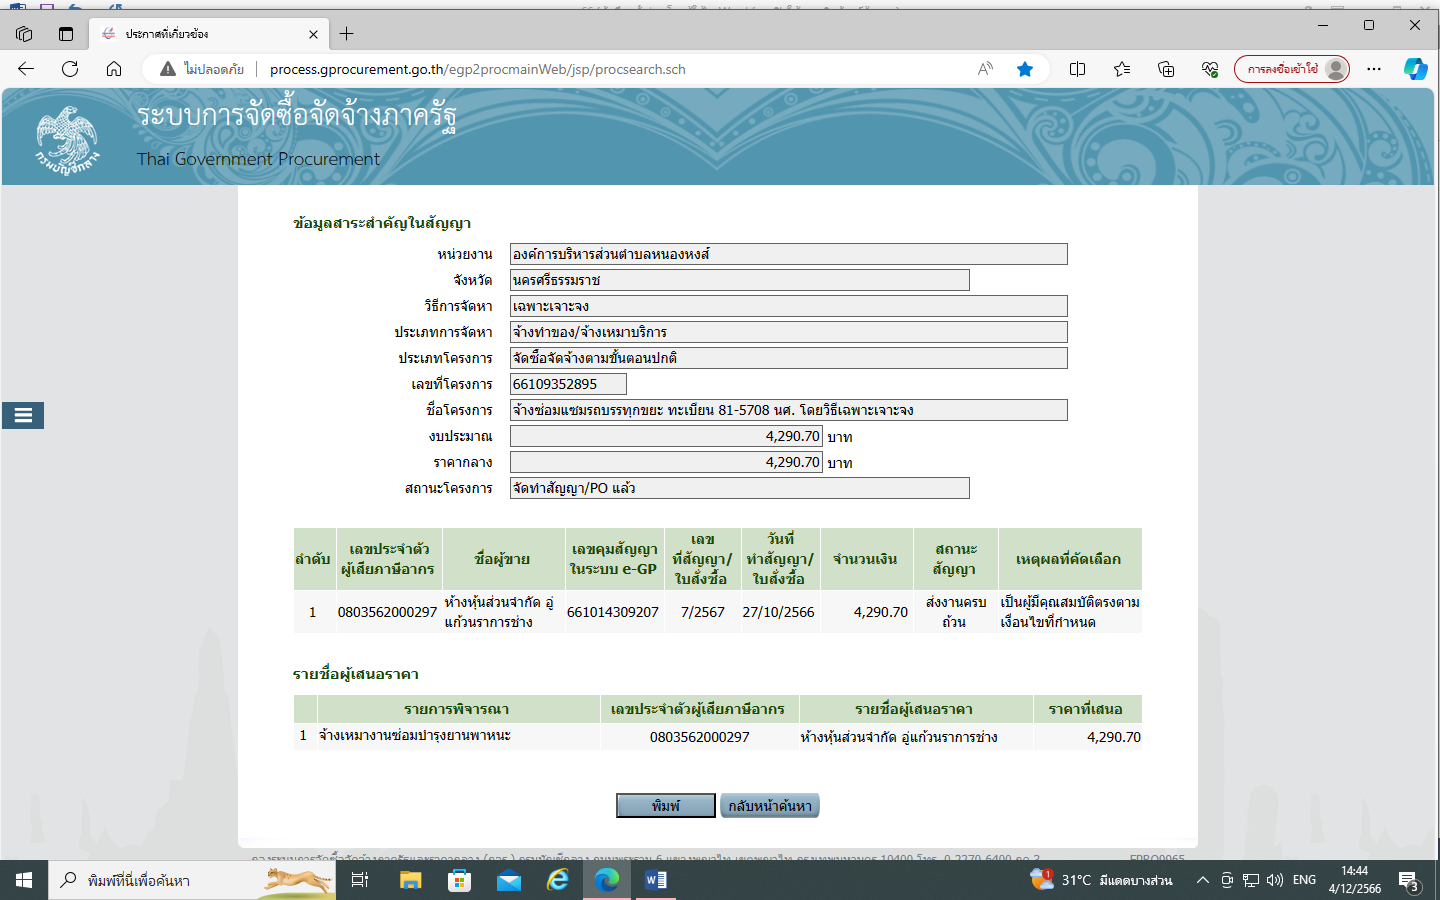 ประกาศที่เกี่ยวข้อง
ไม่ปลอดภัย
process.gprocurement.go.th/egp2procmainWeb/jsp/procsearch.sch
การลงชื่อเข้าใช้
ระบบการจัดซื้อจัดจ้างภาครัฐ
Thai Government Procurement
กรมบัญชีกลาง
ข้อมูลสาระสำคัญในสัญญา
หน่วยงาน องค์การบริหารส่วนตำบลหนองหงส์
จังหวัด นครศรีธรรมราช
วิธีการจัดหา เฉพาะเจาะจง
ประเภทการจัดหา จ้างทำของ/จ้างเหมาบริการ
ประเภทโครงการ จัดซื้อจัดจ้างตามขั้นตอนปกติ
เลขที่โครงการ 66109352895
ชื่อโครงการ จ้างซ่อมแซมรถบรรทุกขยะ ทะเบียน 81-5708 นศ. โดยวิธีเฉพาะเจาะจง
งบประมาณ 4,290.70 บาท
ราคากลาง 4,290.70 บาท
สถานะโครงการ จัดทำสัญญา/PO แล้ว
ลำดับ เลขประจำตัวผู้เสียภาษีอากร ชื่อผู้ขาย เลขคุมสัญญาในระบบ e-GP เลขที่สัญญา/ใบสั่งซื้อ วันที่ทำสัญญา/ใบสั่งซื้อ จำนวนเงิน สถานะสัญญา เหตุผลที่คัดเลือก
1 0803562000297 ห้างหุ้นส่วนจำกัด อู่แก้วนราการช่าง 661014309207 7/2567 27/10/2566 4,290.70 ส่งงานครบถ้วน เป็นผู้มีคุณสมบัติตรงตามเงื่อนไขที่กำหนด
รายชื่อผู้เสนอราคา
รายการพิจารณา เลขประจำตัวผู้เสียภาษีอากร รายชื่อผู้เสนอราคา ราคาที่เสนอ
1 จ้างเหมางานซ่อมบำรุงยานพาหนะ 0803562000297 ห้างหุ้นส่วนจำกัด อู่แก้วนราการช่าง 4,290.70
พิมพ์ กลับหน้าค้นหา
พิมพ์ที่นี่เพื่อค้นหา
1
31°C มีแดดบางส่วน
ENG
14:44
4/12/2566
3